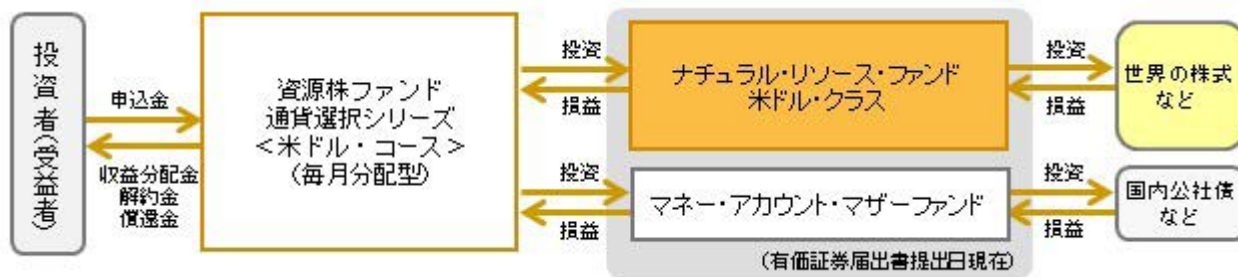 投資者(受益者)
申込金
収益分配金
解約金
償還金
資源株ファンド
通貨選択シリーズ
<米ドル・コース>
(毎月分配型)
投資
損益
投資
損益
ナチュラル・リソース・ファンド
米ドル・クラス
マネー・アカウント・マザーファンド
(有価証券届出書提出日現在)
投資
損益
投資
損益
世界の株式
など
国内公社債
など